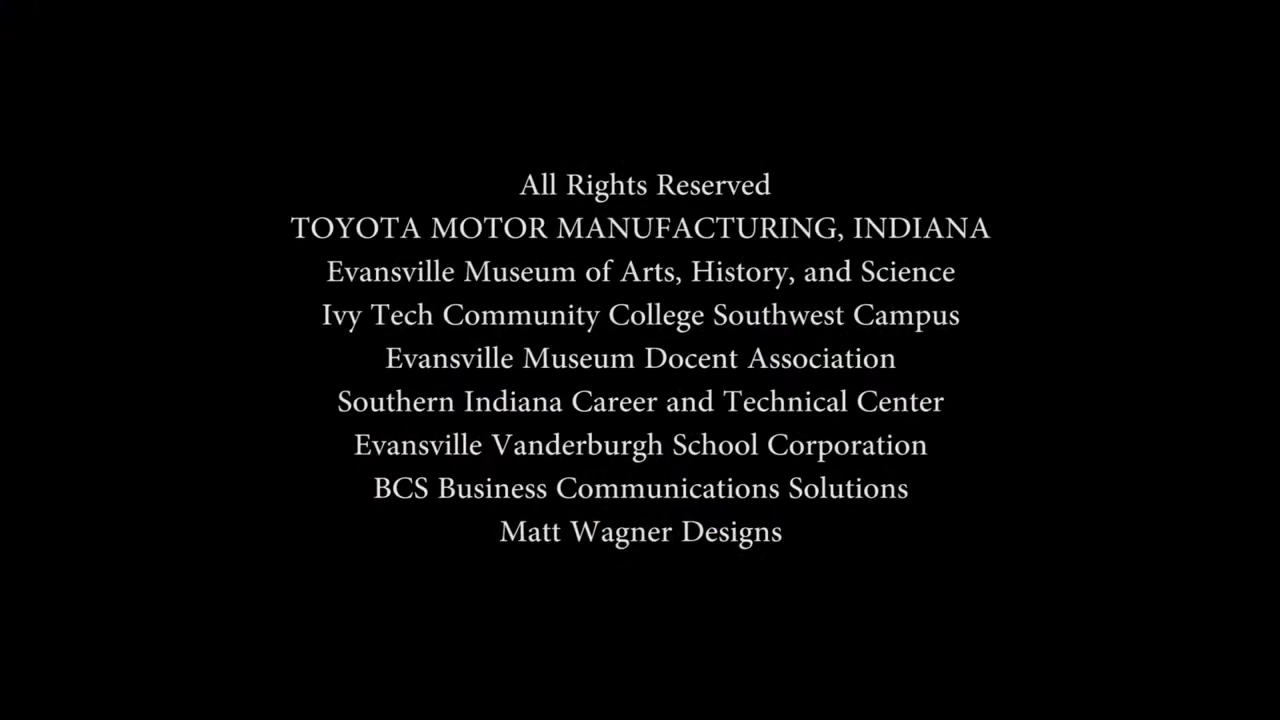 All Rights Reserved
TOYOTA MOTOR MANUFACTURING, INDIANA
Evansville Museum of Arts, History, and Science
Ivy Tech Community College Southwest Campus
Evansville Museum Docent Association
Southern Indiana Career and Technical Center
Evansville Vanderburgh School Corporation
BCS Business Communications Solutions
Matt Wagner Designs